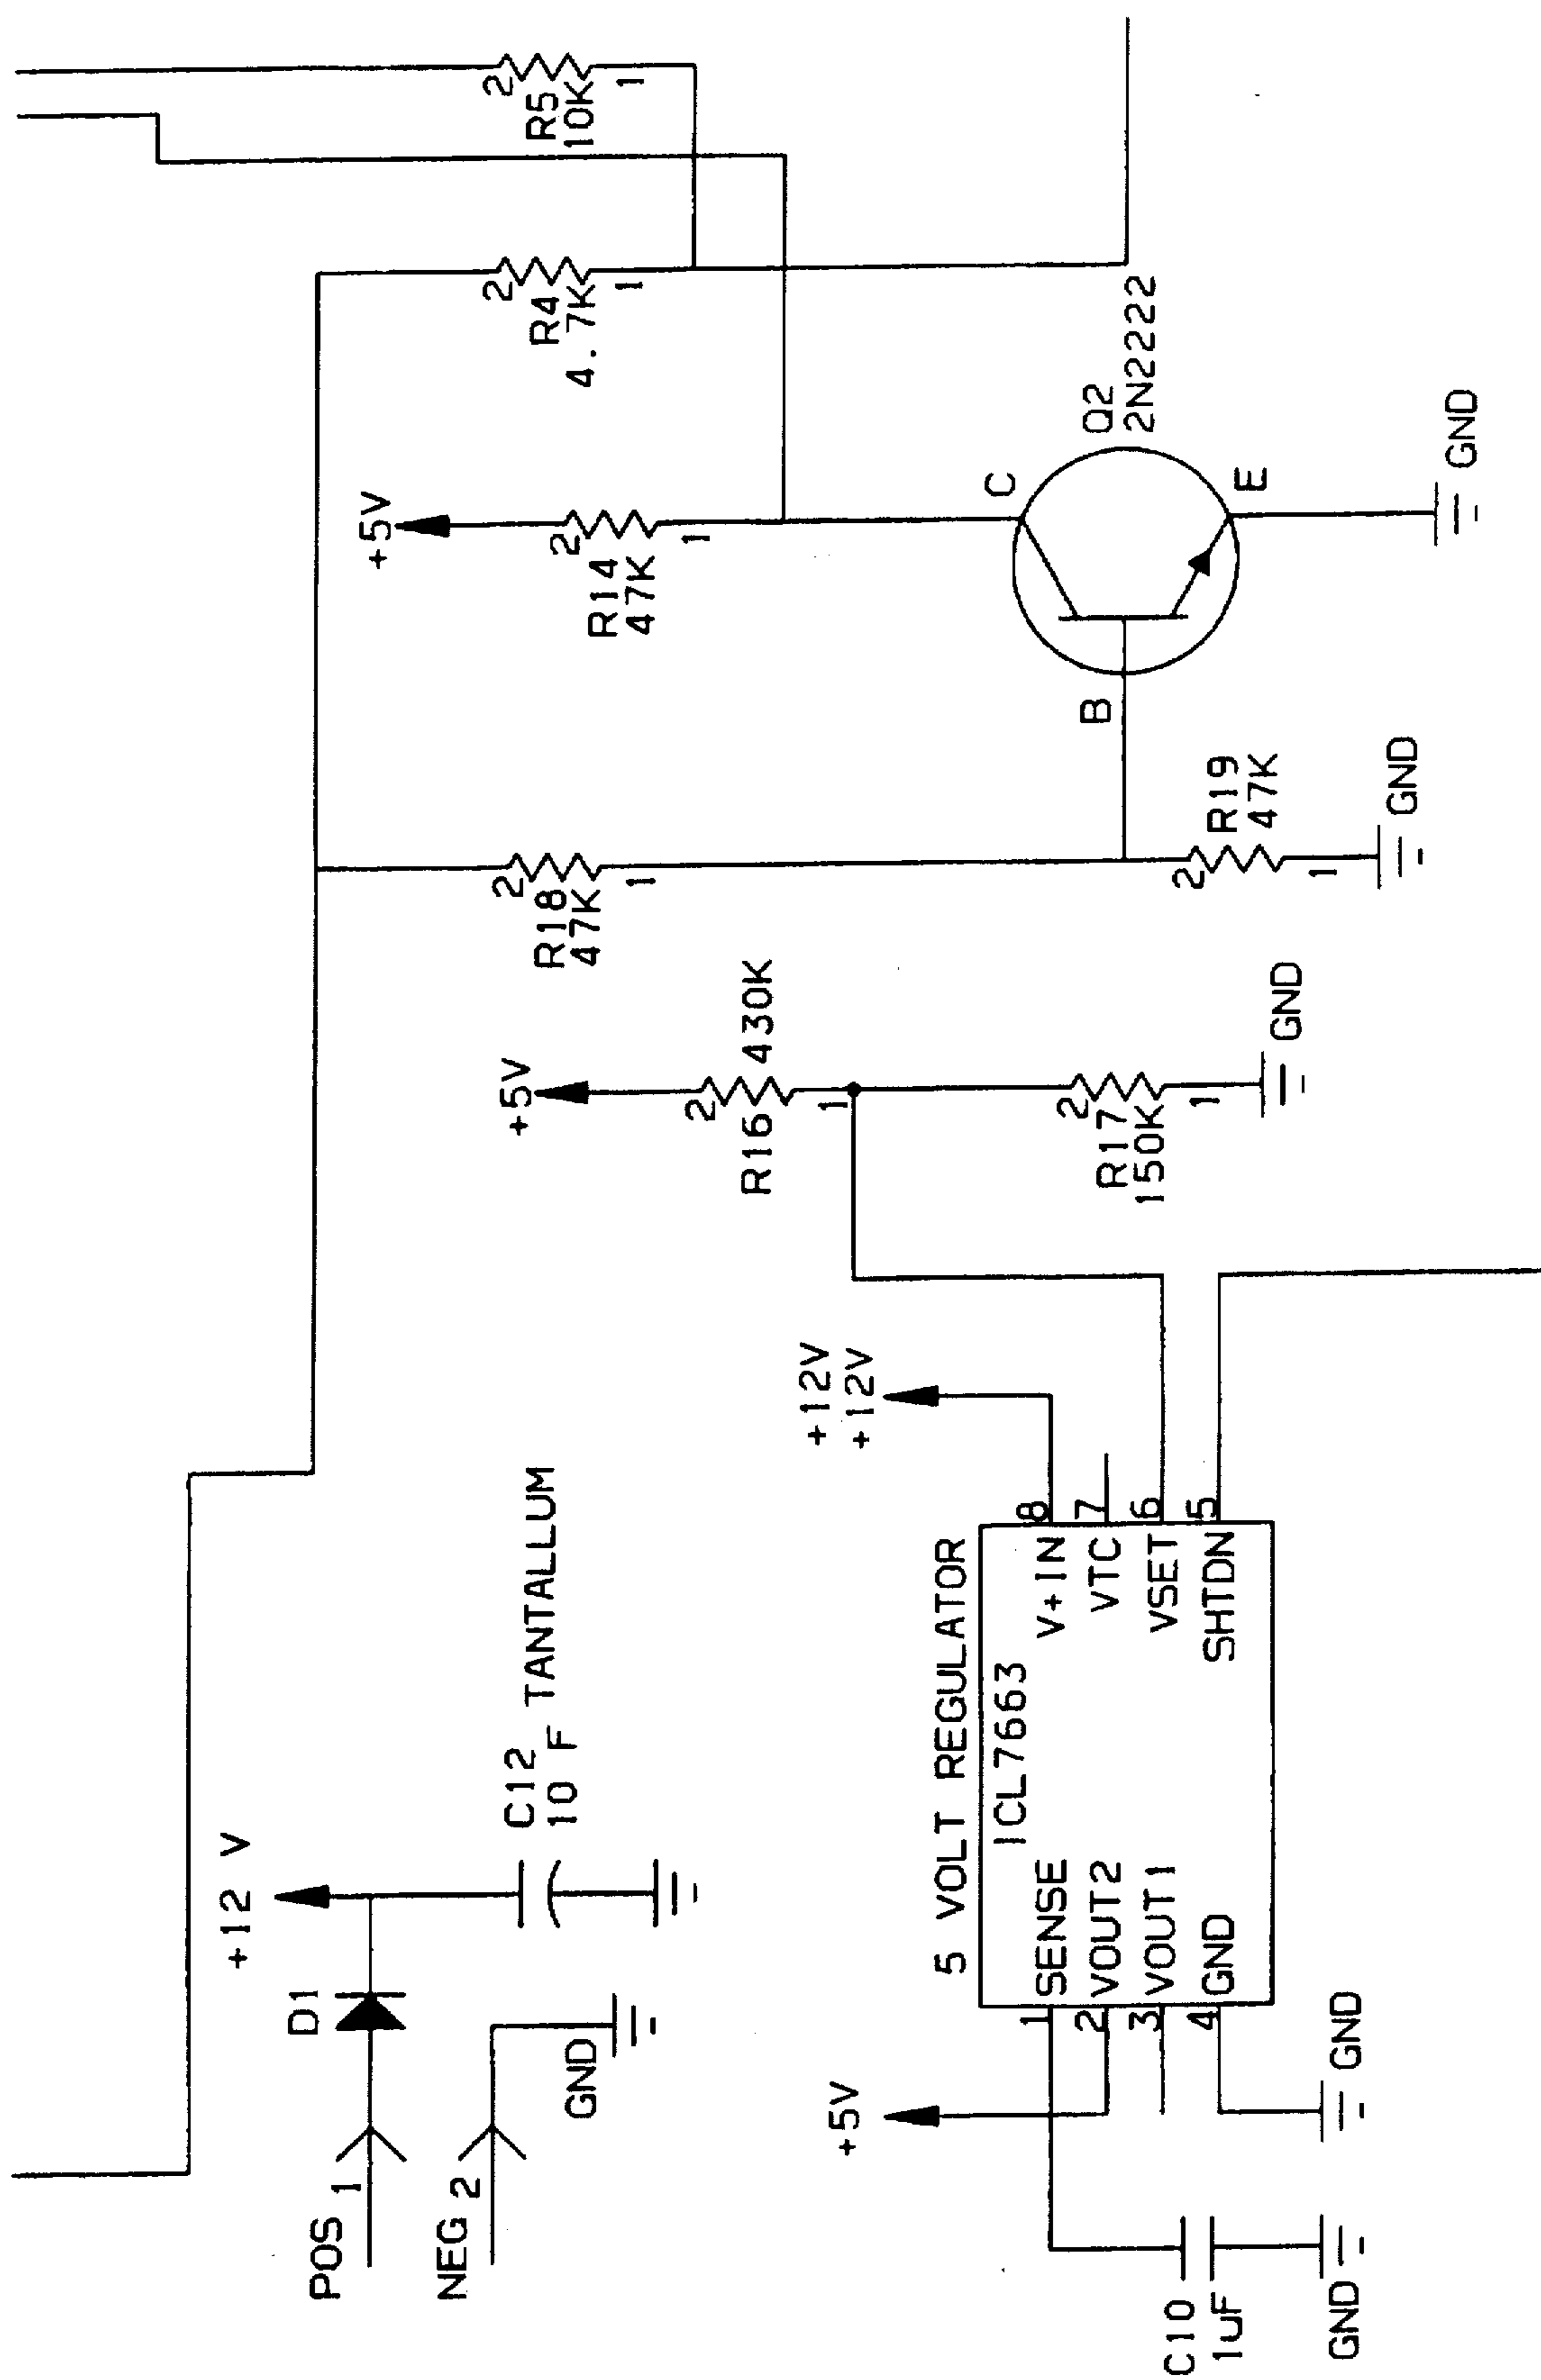 POS
1
NEG
2
D1
+12 V
GND
C12
10 F TANTALLUM
+5V
C10
1uF
GND
GND
5 VOLT REGULATOR
ICL7663
1
SENSE
2
VOUT2
3
VOUT1
4
GND
V+IN
8
VTC
7
VSET
6
SHTDN
5
+12V
+12V
+5V
2
R16
430K
1
2
R17
150K
1
GND
2
R18
47K
1
2
R19
47K
1
GND
+5V
2
R14
47K
1
B
C
E
Q2
2N2222
GND
2
R4
4.7K
1
2
R5
10K
1